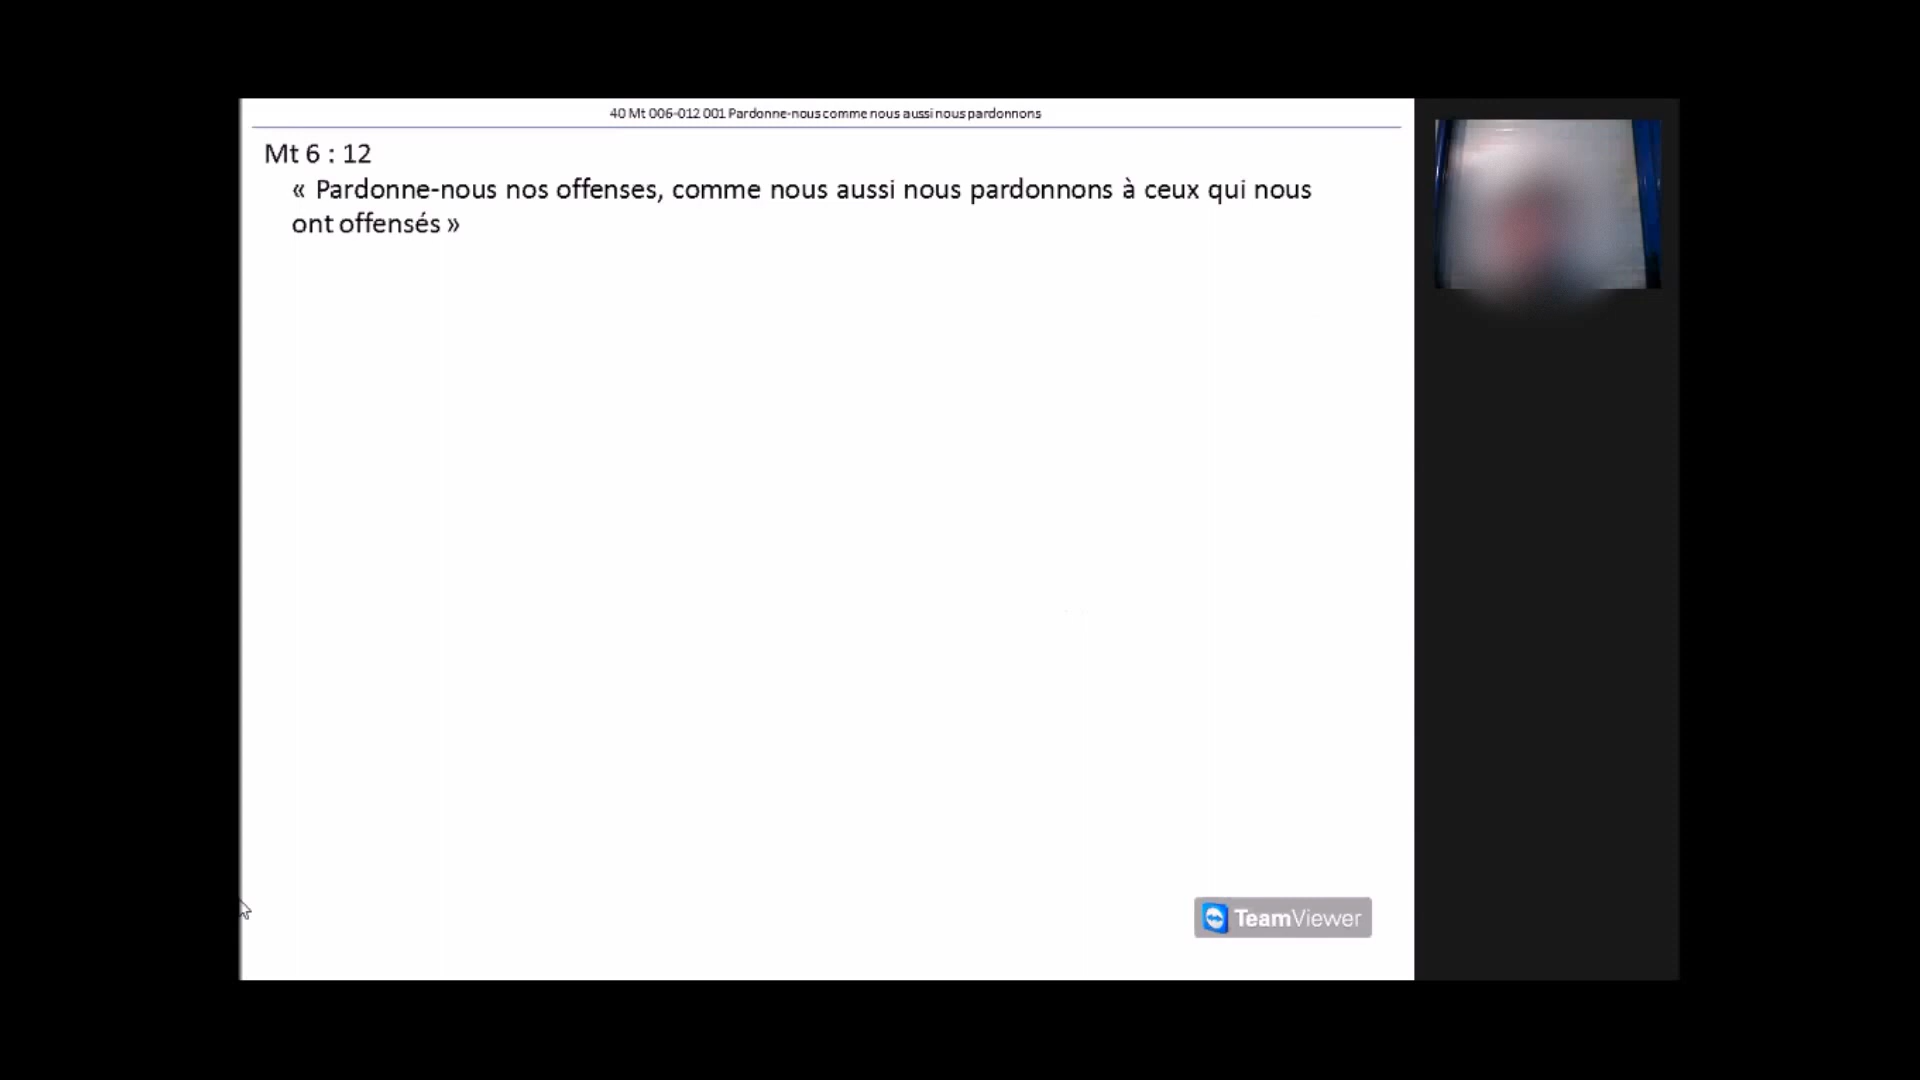 40 Mt 006-012 001 Pardonne-nous comme nous aussi nous pardonnons
Mt 6 : 12
« Pardonne-nous nos offenses, comme nous aussi nous pardonnons à ceux qui nous
ont offensés »
TeamViewer